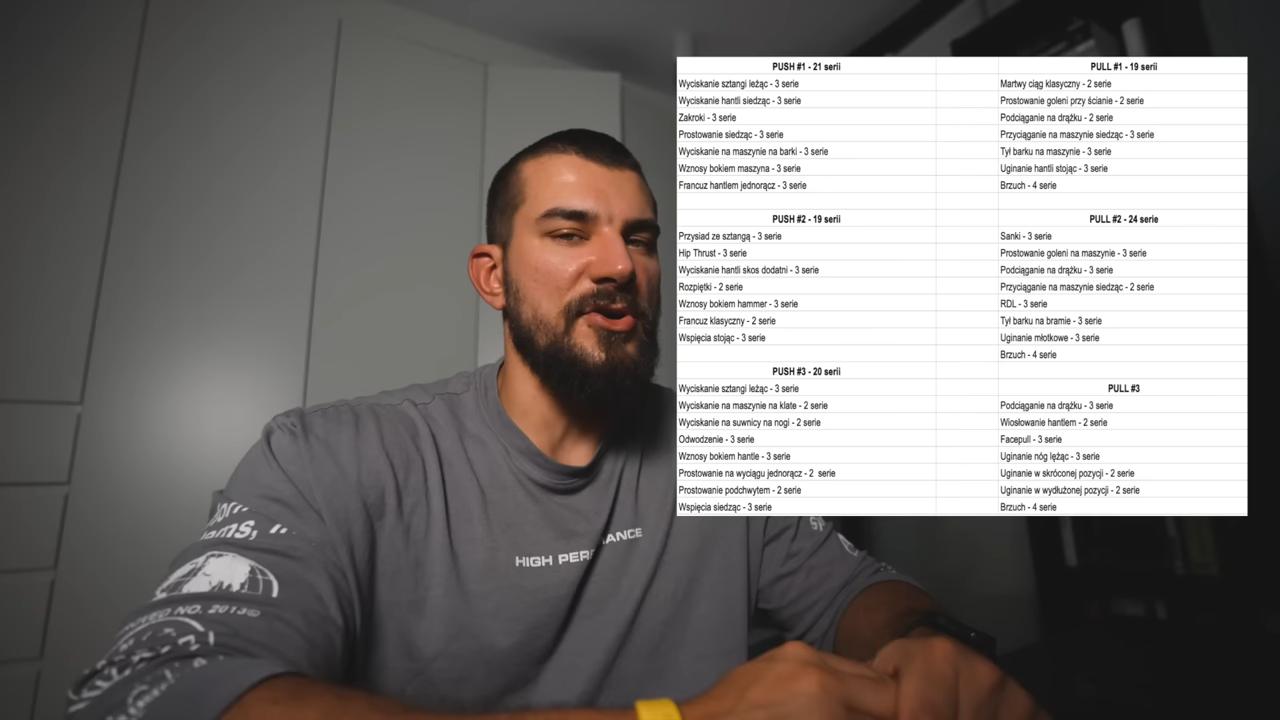 PUSH #1 - 21 serii
Wyciskanie sztangi leżąc - 3 serie
Wyciskanie hantli siedząc - 3 serie
Zakroki - 3 serie
Prostowanie siedząc - 3 serie
Wyciskanie na maszynie na barki - 3 serie
Wznosy bokiem maszyna - 3 serie
Francuz hantlem jednorącz - 3 serie
PUSH #2 - 19 serii
Przysiad ze sztangą - 3 serie
Hip Thrust - 3 serie
Wyciskanie hantli skos dodatni - 3 serie
Rozpiętki - 2 serie
Wznosy bokiem hammer - 3 serie
Francuz klasyczny - 2 serie
Wspięcia stojąc - 3 serie
PUSH #3 - 20 serii
Wyciskanie sztangi leżąc - 3 serie
Wyciskanie na maszynie na klate - 2 serie
Wyciskanie na suwnicy na nogi - 2 serie
Odwodzenie - 3 serie
Wznosy bokiem hantle - 3 serie
Prostowanie na wyciągu jednorącz - 2 serie
Prostowanie podchwytem - 2 serie
Wspięcia siedząc - 3 serie
PULL #1 - 19 serii
Martwy ciąg klasyczny - 2 serie
Prostowanie goleni przy ścianie - 2 serie
Podciąganie na drążku - 2 serie
Przyciąganie na maszynie siedząc - 3 serie
Tył barku na maszynie - 3 serie
Uginanie hantli stojąc - 3 serie
Brzuch - 4 serie
PULL #2 - 24 serie
Sanki - 3 serie
Prostowanie goleni na maszynie - 3 serie
Podciąganie na drążku - 3 serie
Przyciąganie na maszynie siedząc - 2 serie
RDL - 3 serie
Tył barku na bramie - 3 serie
Uginanie młotkowe - 3 serie
Brzuch - 4 serie
PULL #3
Podciąganie na drążku - 3 serie
Wiosłowanie hantlem - 2 serie
Facepull - 3 serie
Uginanie nóg lężąc - 3 serie
Uginanie w skróconej pozycji - 2 serie
Uginanie w wydłużonej pozycji - 2 serie
Brzuch - 4 serie
HIGH PER ANCE
NO. 2013